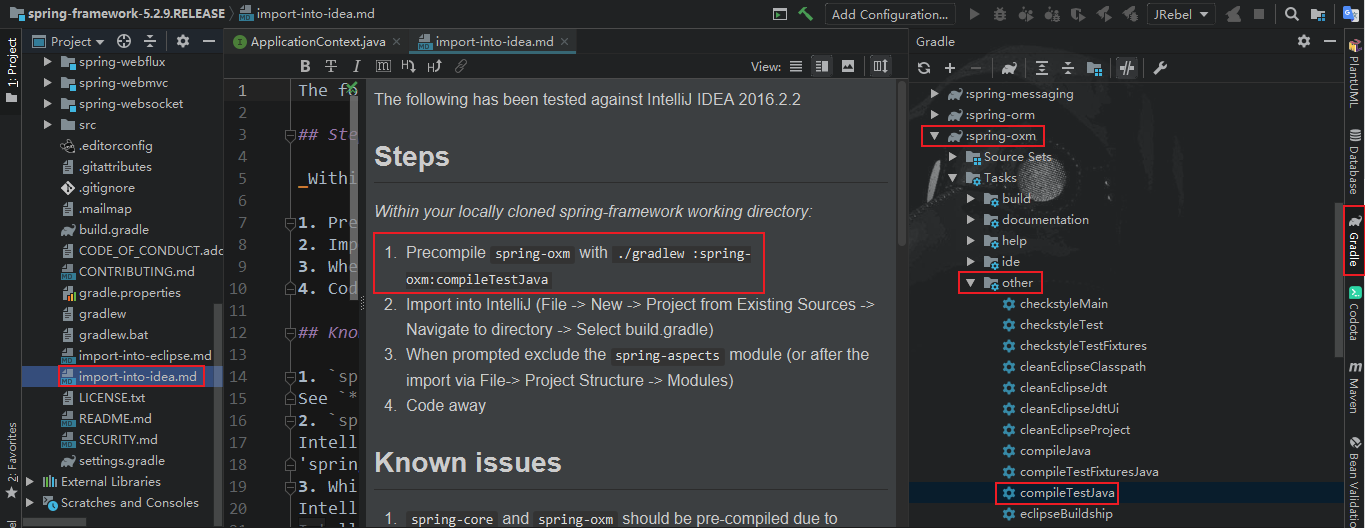 spring-framework-5.2.9.RELEASE
import-into-idea.md
Add Configuration...
JRebel
1: Project
2: Favorites
Project
spring-webflux
spring-webmvc
spring-websocket
src
.editorconfig
.gitattributes
.gitignore
.mailmap
build.gradle
CODE_OF_CONDUCT.adc
CONTRIBUTING.md
gradle.properties
gradlew
gradlew.bat
import-into-eclipse.md
import-into-idea.md
LICENSE.txt
README.md
SECURITY.md
settings.gradle
External Libraries
Scratches and Consoles
ApplicationContext.java
import-into-idea.md
View:
1 The fo
2
3 ## Ste
4
5 _Withi
6
7 1. Pre
8 2. Imp
9 3. Whe
10 4. Cod
11
12 ## Kno
13
14 1. `sp
15 See `*
16 2. `sp
17 Intell
18 'sprin
19 3. Whi
20 Intell
The following has been tested against IntelliJ IDEA 2016.2.2
Steps
Within your locally cloned spring-framework working directory:
1. Precompile spring-oxm with ./gradlew :spring-
oxm:compileTestJava
2. Import into IntelliJ (File -> New -> Project from Existing Sources ->
Navigate to directory -> Select build.gradle)
3. When prompted exclude the spring-aspects module (or after the
import via File-> Project Structure -> Modules)
4. Code away
Known issues
1. spring-core and spring-oxm should be pre-compiled due to
Gradle
:spring-messaging
:spring-orm
:spring-oxm
Source Sets
Tasks
build
documentation
help
ide
other
checkstyleMain
checkstyleTest
checkstyleTestFixtures
cleanEclipseClasspath
cleanEclipseJdt
cleanEclipseJdtUi
cleanEclipseProject
compileJava
compileTestFixturesJava
compileTestJava
eclipseBuildship
PlantUML
Database
Gradle
Codota
Maven
Bean Validation